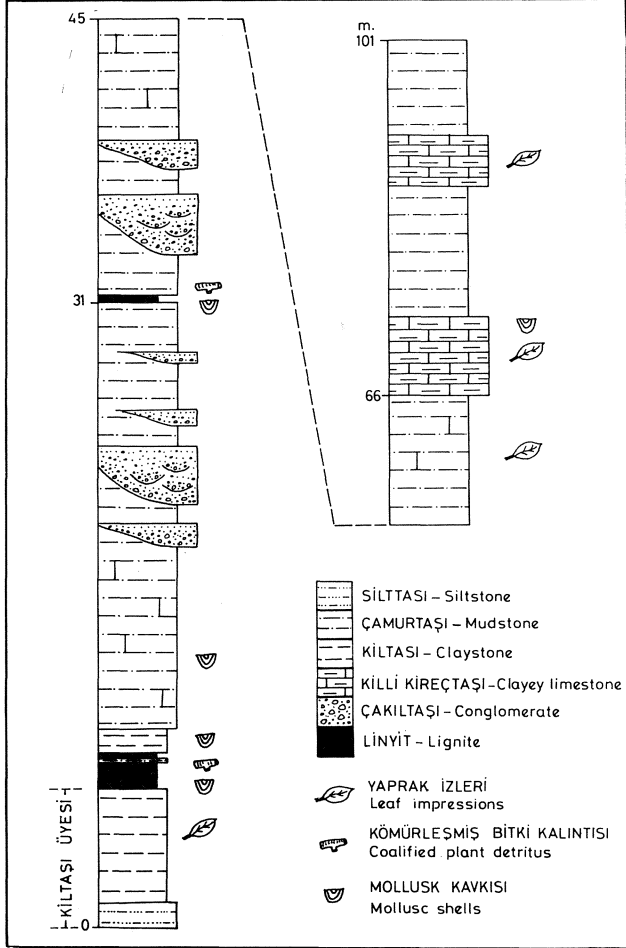 45
31
KİLTAŞI ÜYESİ
0
m.
101
66
SİLTTASI – Siltstone
ÇAMURTAŞI – Mudstone
KİLTASI – Claystone
KİLLİ KİREÇTAŞI – Clayey limestone
ÇAKILTAŞI – Conglomerate
LİNYİT – Lignite
YAPRAK İZLERİ
Leaf impressions
KÖMÜRLEŞMİŞ BİTKİ KALINTISI
Coalified plant detritus
MOLLUSK KAVKISI
Mollusc shells